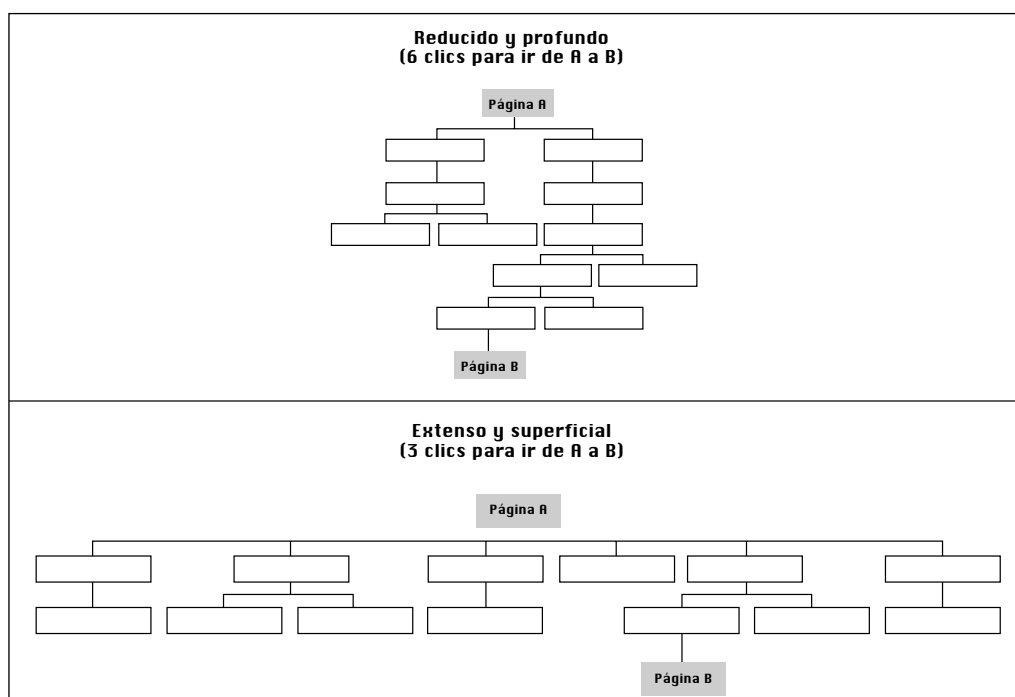 Reducido y profundo
(6 clics para ir de A a B)
Página A
Página B
Extenso y superficial
(3 clics para ir de A a B)
Página A
Página B